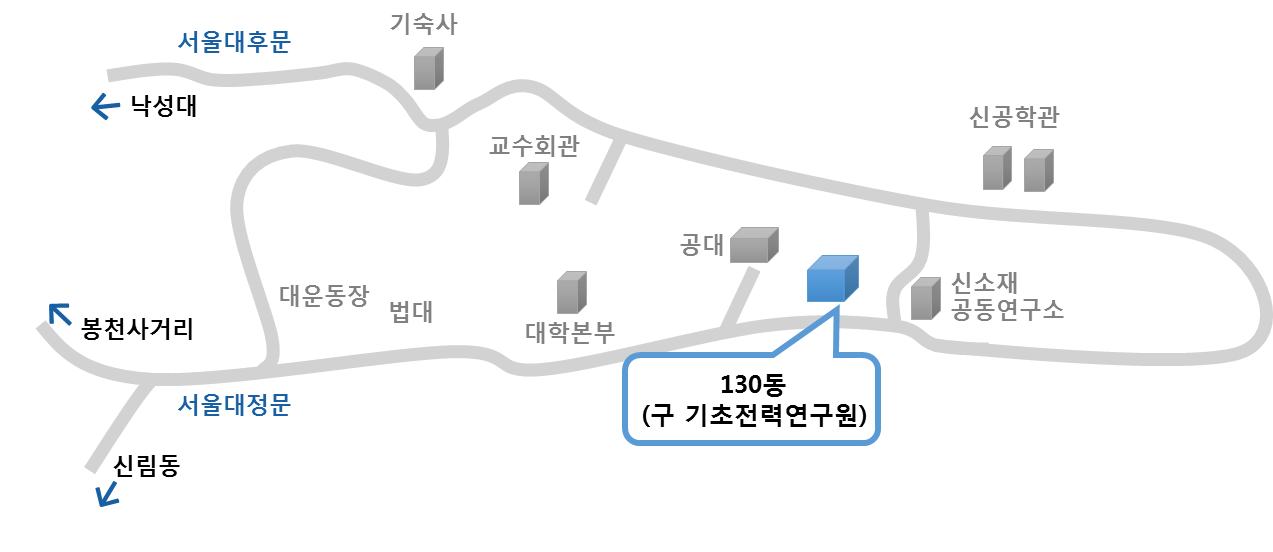 기숙사
서울대후문
낙성대
신공학관
교수회관
공대
대운동장
법대
신소재
공동연구소
봉천사거리
대학본부
130동
(구 기초전력연구원)
서울대정문
신림동